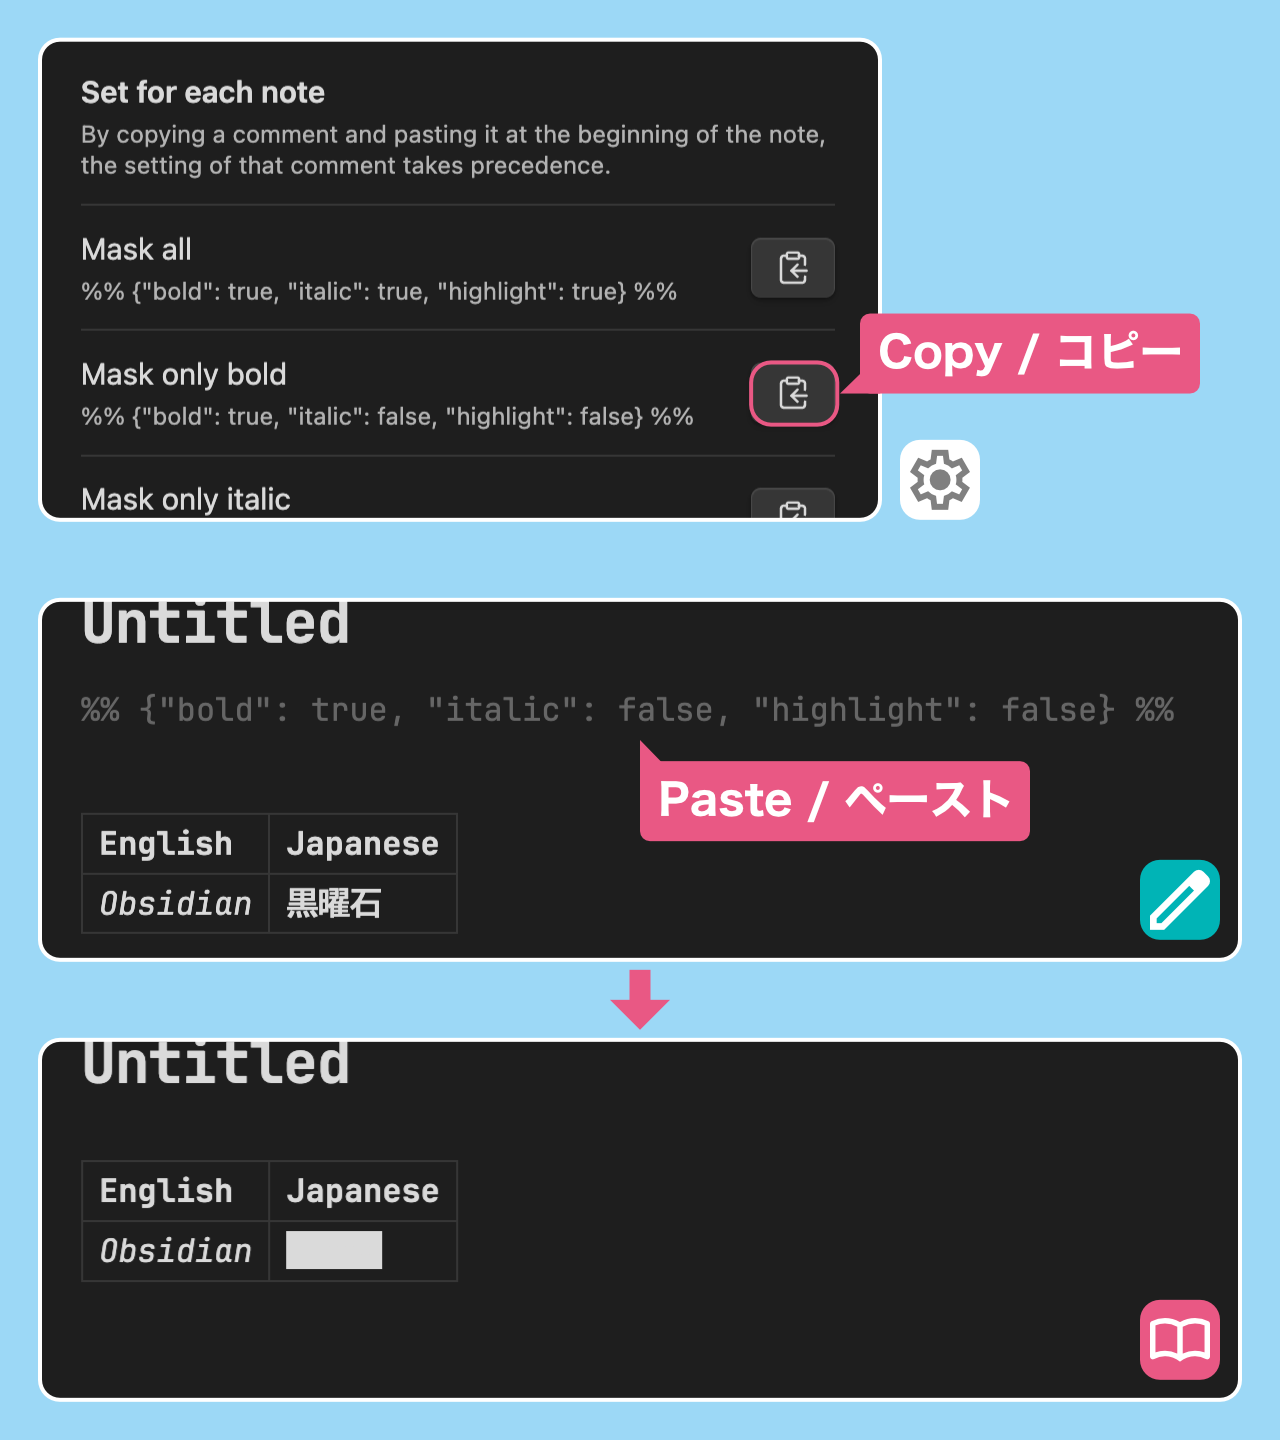 Set for each note
By copying a comment and pasting it at the beginning of the note,
the setting of that comment takes precedence.
Mask all
%% {"bold": true, "italic": true, "highlight": true} %%
Copy / コピー
Mask only bold
%% {"bold": true, "italic": false, "highlight": false} %%
Mask only italic
Untitled
%% {"bold": true, "italic": false, "highlight": false} %%
Paste / ペースト
English Japanese
Obsidian 黒曜石
Untitled
English Japanese
Obsidian